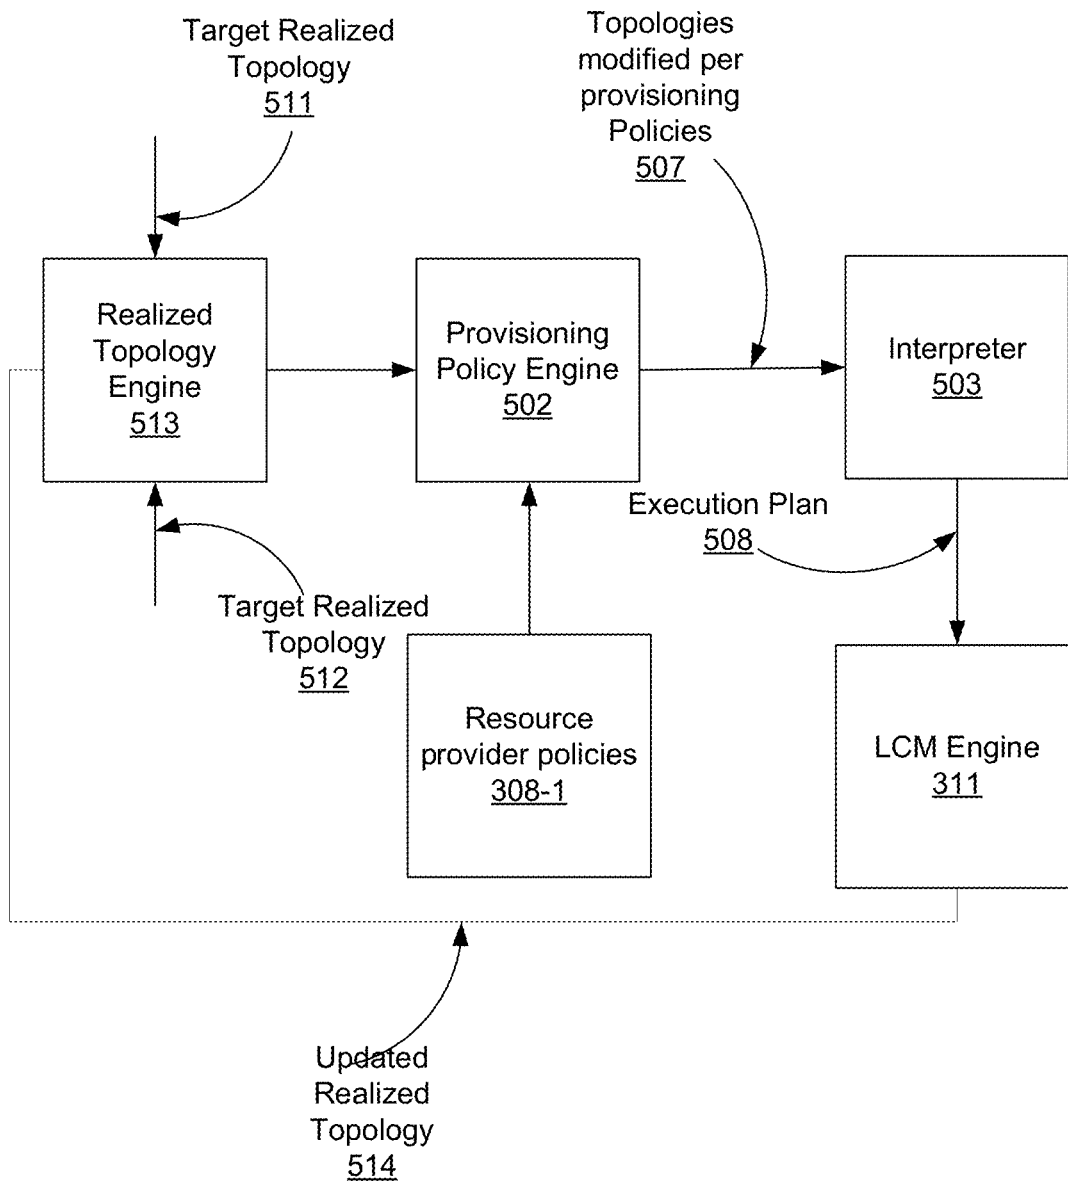 Target Realized
Topology
511
Topologies
modified per
provisioning
Policies
507
Realized
Topology
Engine
513
Provisioning
Policy Engine
502
Interpreter
503
Execution Plan
508
Target Realized
Topology
512
Resource
provider policies
308-1
LCM Engine
311
Updated
Realized
Topology
514